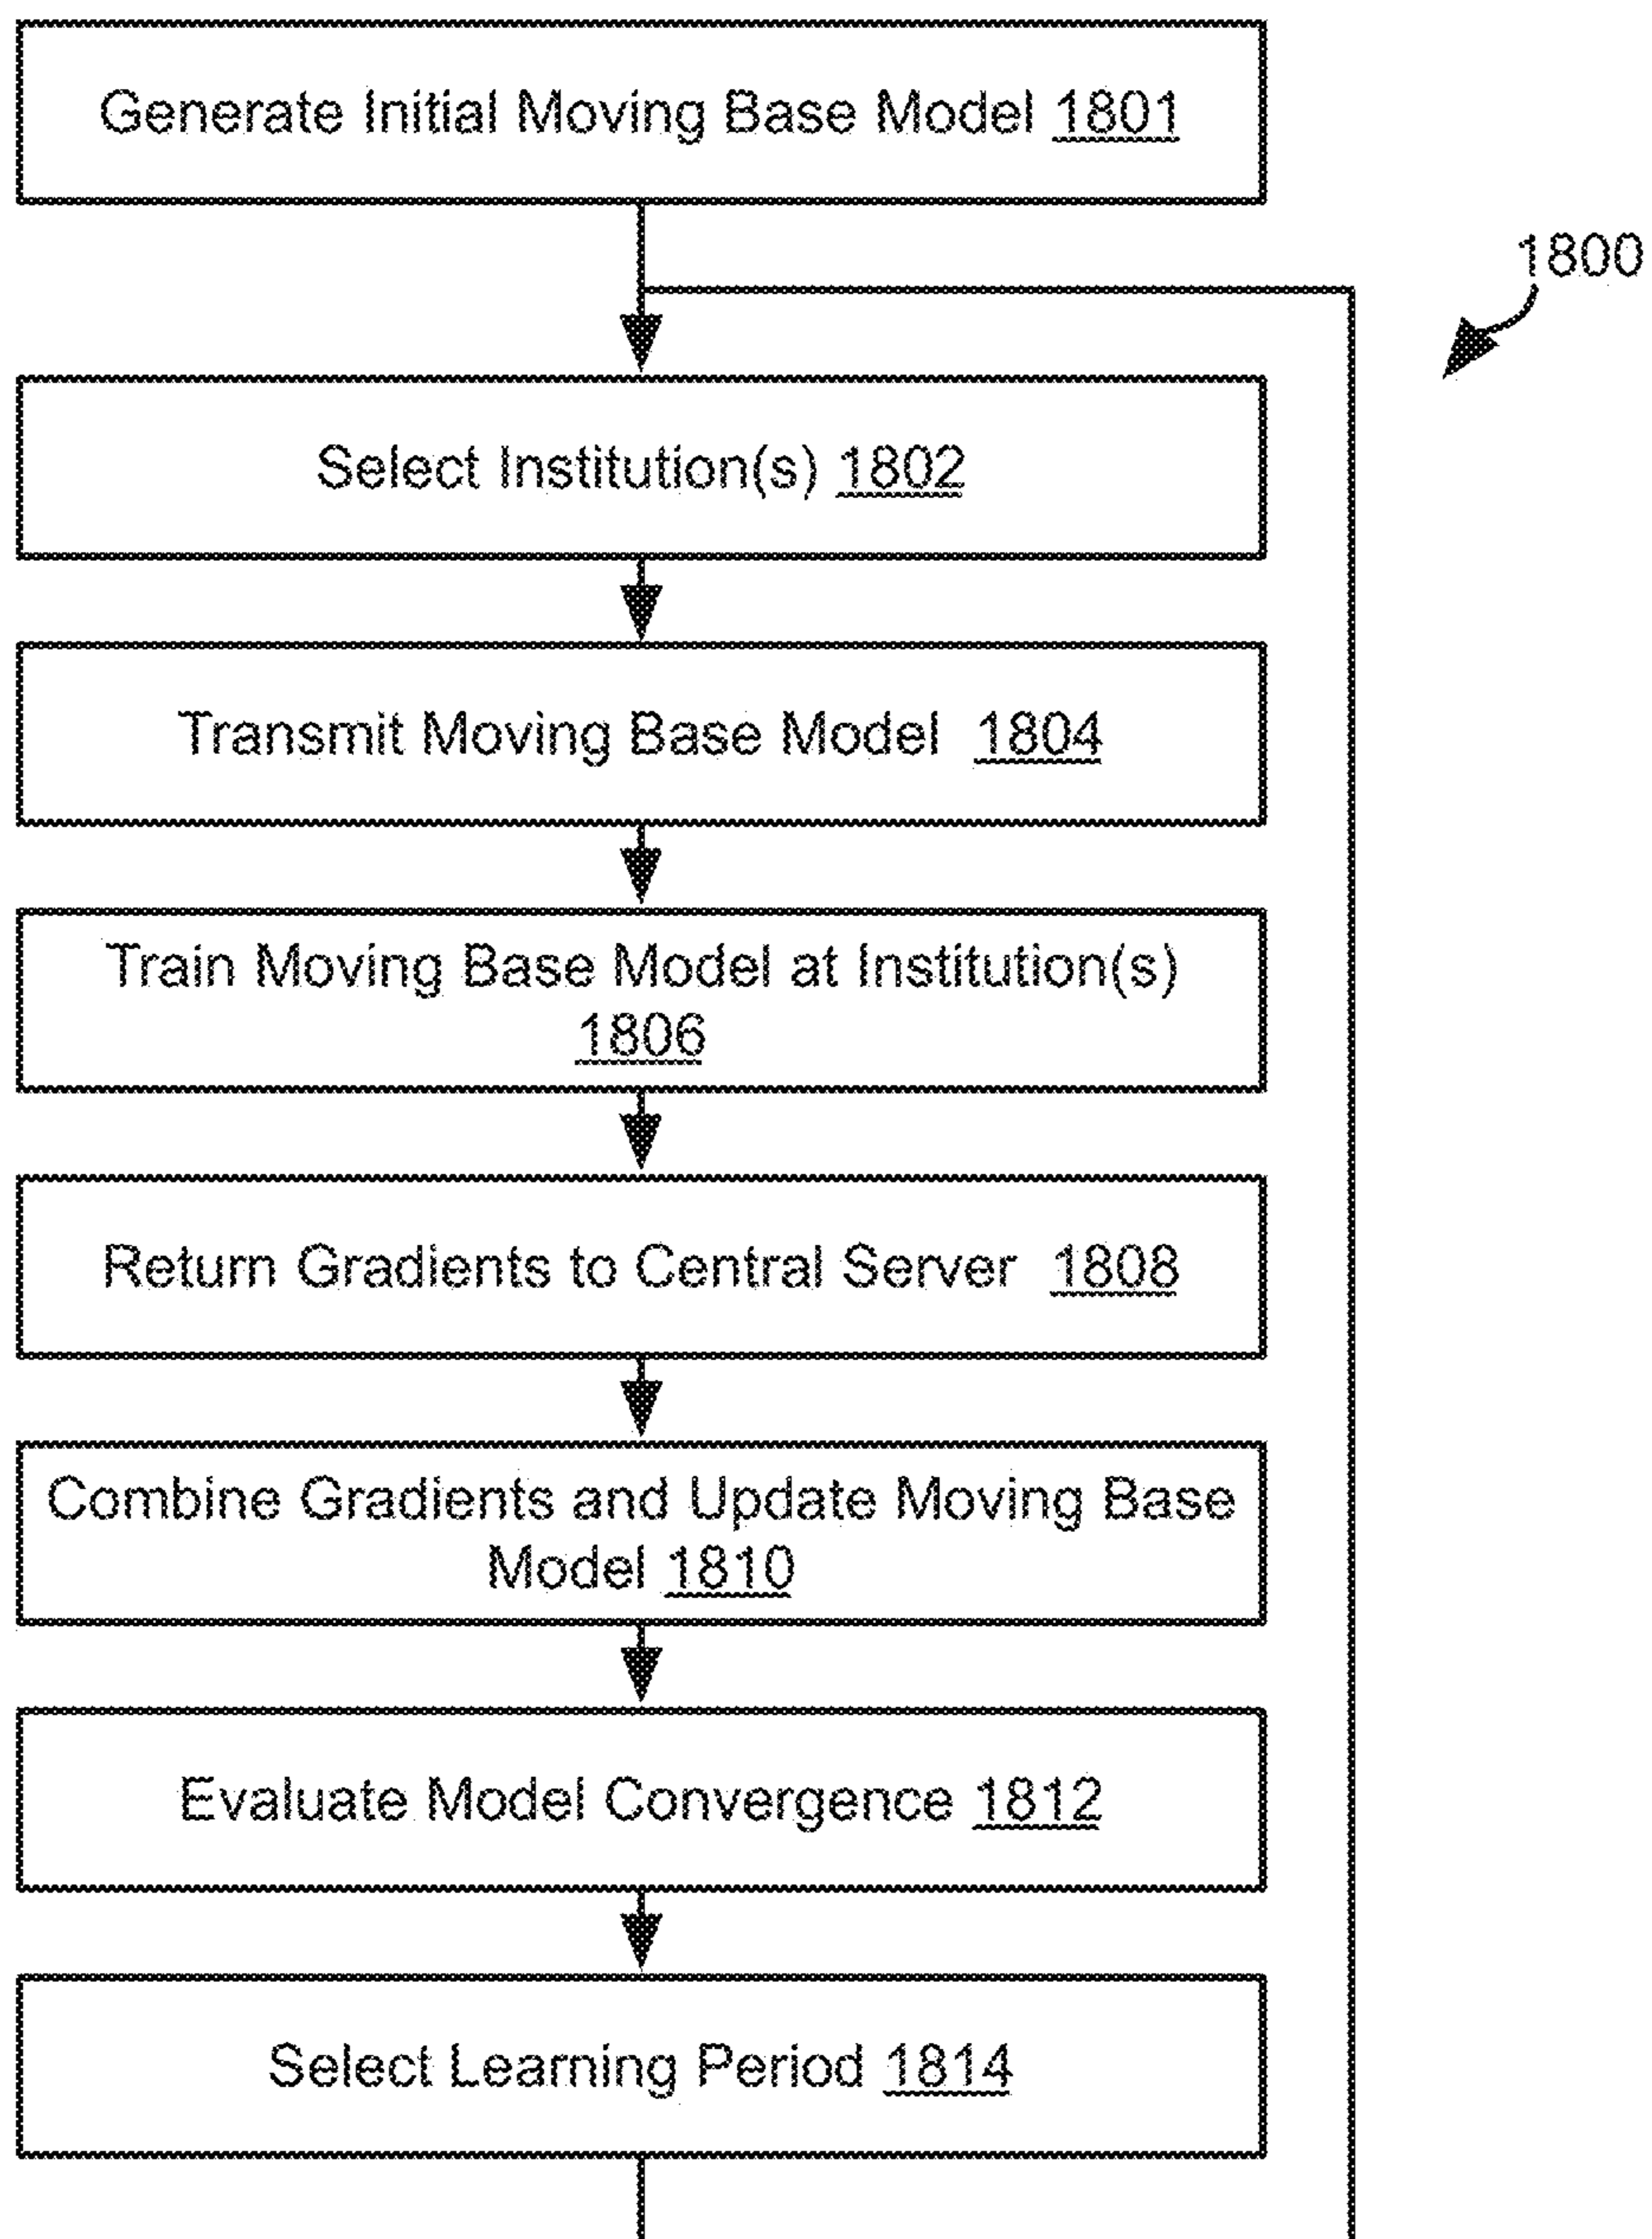 Generate Initial Moving Base Model 1801
1800
Select Institution(s) 1802
Transmit Moving Base Model 1804
Train Moving Base Model at Institution(s)
1806
Return Gradients to Central Server 1808
Combine Gradients and Update Moving Base
Model 1810
Evaluate Model Convergence 1812
Select Learning Period 1814